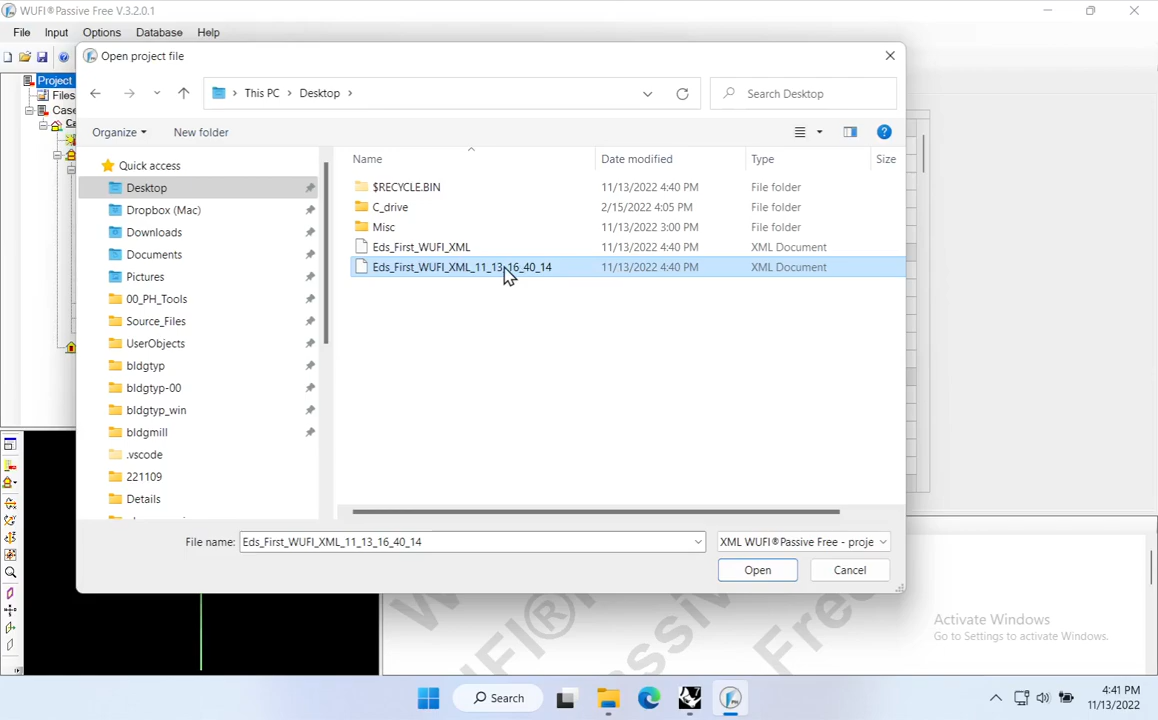 WUFI®Passive Free V.3.2.0.1
File Input Options Database Help
Open project file
This PC > Desktop >
Search Desktop
Organize
New folder
Name
Date modified
Type
Size
Project
Files
Case
Quick access
Desktop
Dropbox (Mac)
Downloads
Documents
Pictures
00_PH_Tools
Source_Files
UserObjects
bldgtyp
bldgtyp-00
bldgtyp_win
bldgmill
.vscode
221109
Details
$RECYCLE.BIN 11/13/2022 4:40 PM File folder
C_drive 2/15/2022 4:05 PM File folder
Misc 11/13/2022 3:00 PM File folder
Eds_First_WUFI_XML 11/13/2022 4:40 PM XML Document
Eds_First_WUFI_XML_11_13_16_40_14 11/13/2022 4:40 PM XML Document
File name: Eds_First_WUFI_XML_11_13_16_40_14
XML WUFI®Passive Free - proje
Open
Cancel
WUFI®Passive Free
Activate Windows
Go to Settings to activate Windows.
Search
4:41 PM
11/13/2022